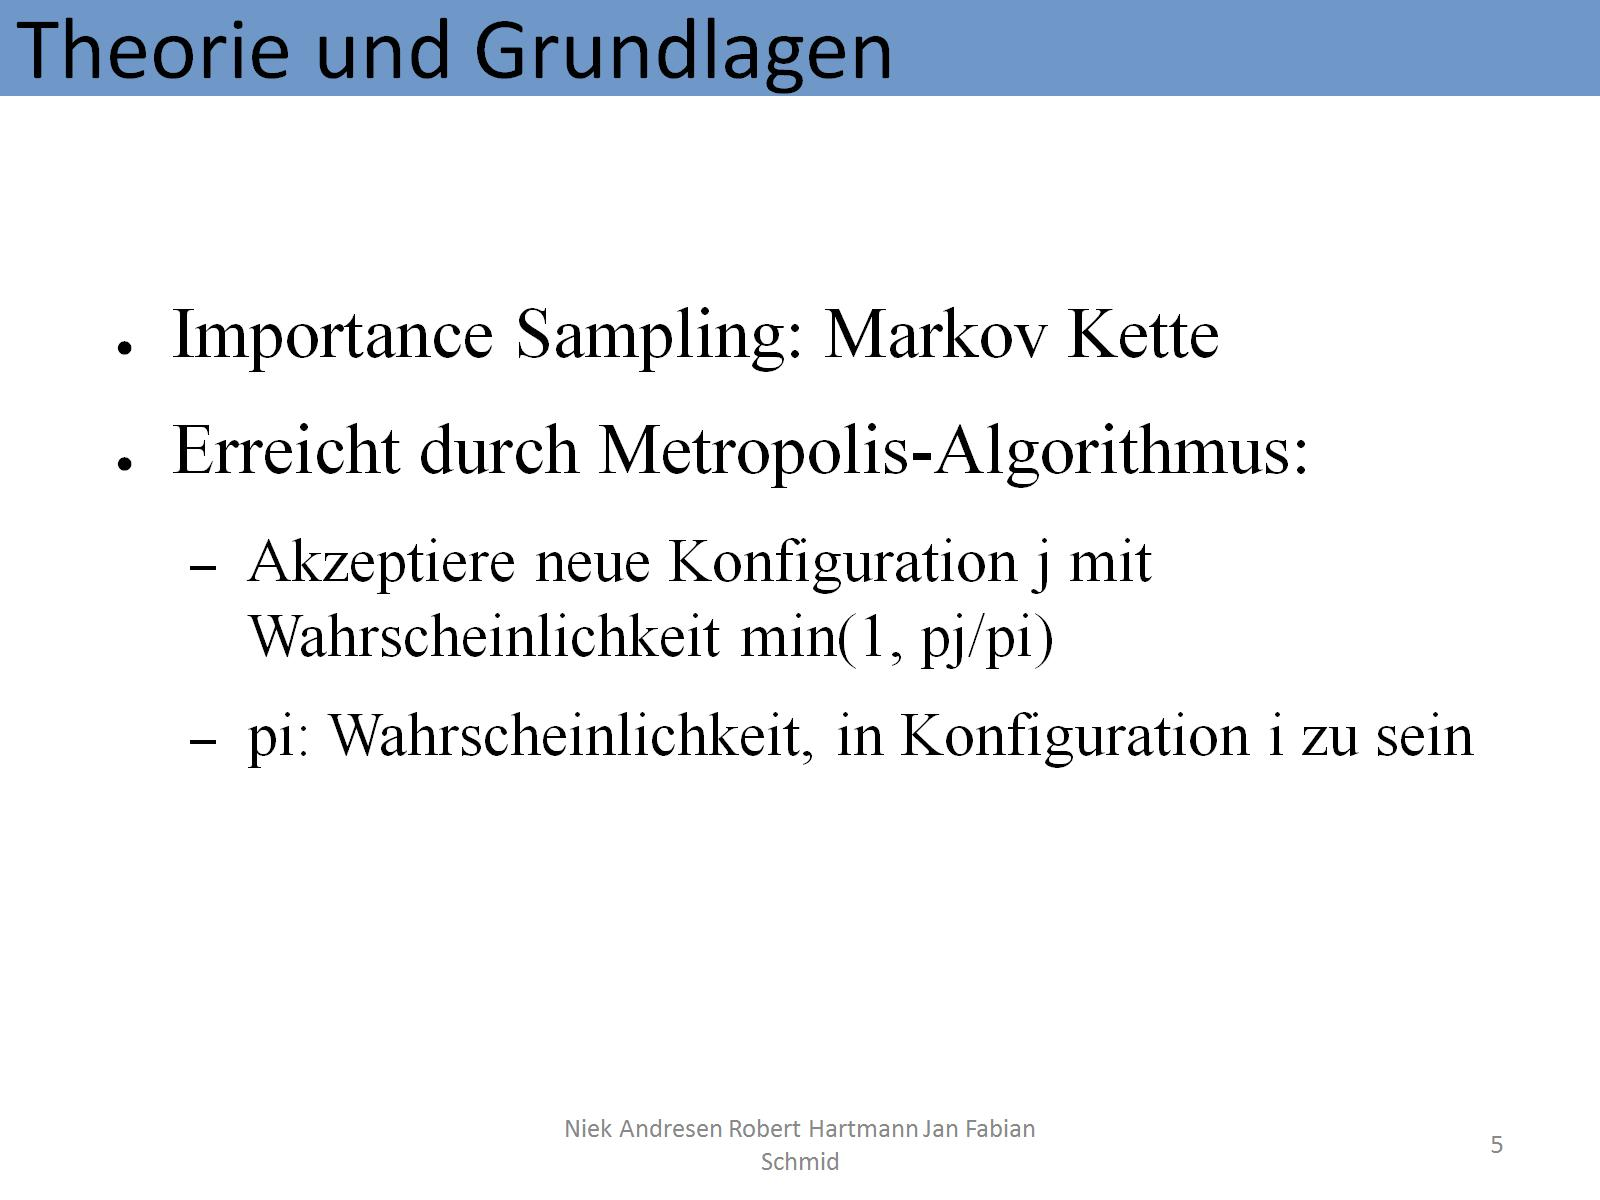 Theorie und Grundlagen
● Importance Sampling: Markov Kette
● Erreicht durch Metropolis-Algorithmus:
– Akzeptiere neue Konfiguration j mit
Wahrscheinlichkeit min(1, pj/pi)
– pi: Wahrscheinlichkeit, in Konfiguration i zu sein
Niek Andresen Robert Hartmann Jan Fabian
Schmid
5